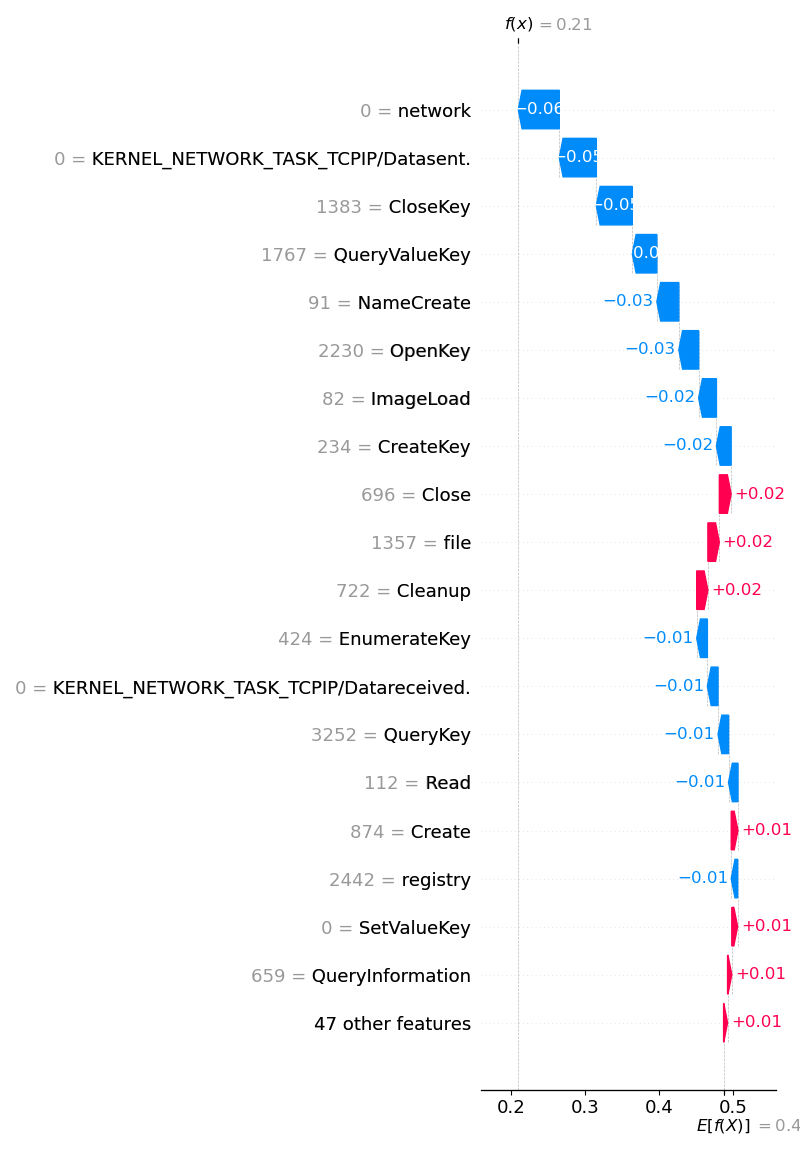 f(x) = 0.21
0 = network
−0.06
0 = KERNEL_NETWORK_TASK_TCPIP/Datasent.
−0.05
1383 = CloseKey
−0.05
1767 = QueryValueKey
0.0
91 = NameCreate
−0.03
2230 = OpenKey
−0.03
82 = ImageLoad
−0.02
234 = CreateKey
−0.02
696 = Close
+0.02
1357 = file
+0.02
722 = Cleanup
+0.02
424 = EnumerateKey
−0.01
0 = KERNEL_NETWORK_TASK_TCPIP/Datareceived.
−0.01
3252 = QueryKey
−0.01
112 = Read
−0.01
874 = Create
+0.01
2442 = registry
−0.01
0 = SetValueKey
+0.01
659 = QueryInformation
+0.01
47 other features
+0.01
0.2 0.3 0.4 0.5
E[f(X)] = 0.4